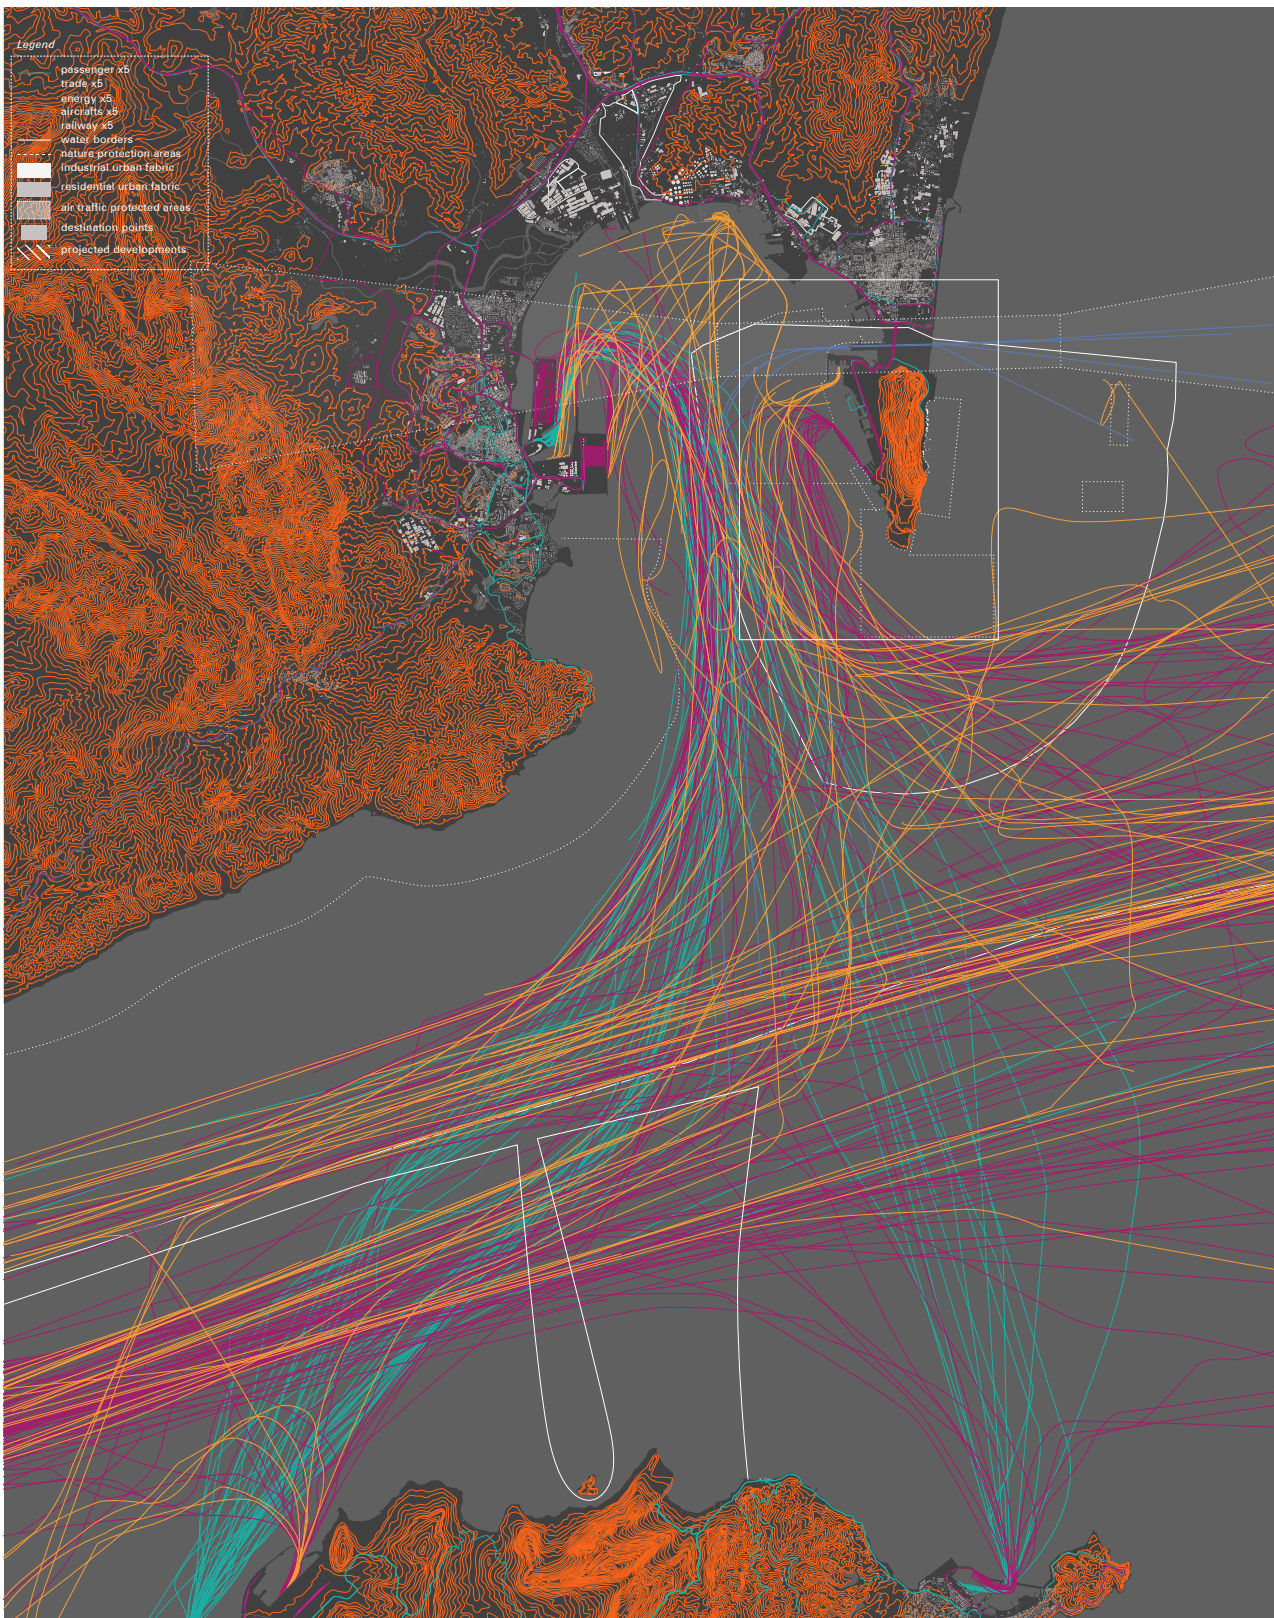 Legend
passenger x5
trade x5
energy x5
aircrafts x5
railway x5
water borders
nature protection areas
industrial urban fabric
residential urban fabric
air traffic protected areas
destination points
projected developments